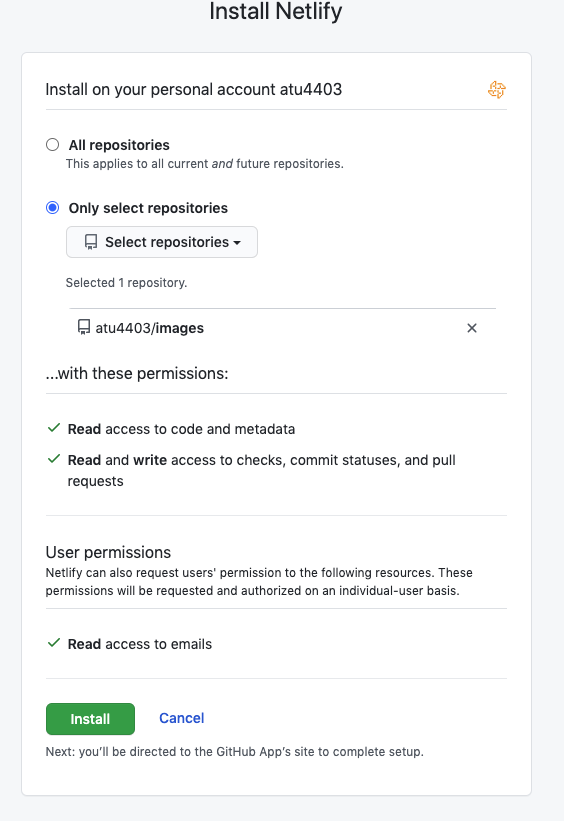 Install Netlify
Install on your personal account atu4403
All repositories
This applies to all current and future repositories.
Only select repositories
Select repositories
Selected 1 repository.
atu4403/images
...with these permissions:
Read access to code and metadata
Read and write access to checks, commit statuses, and pull
requests
User permissions
Netlify can also request users' permission to the following resources. These
permissions will be requested and authorized on an individual-user basis.
Read access to emails
Install Cancel
Next: you'll be directed to the GitHub App's site to complete setup.